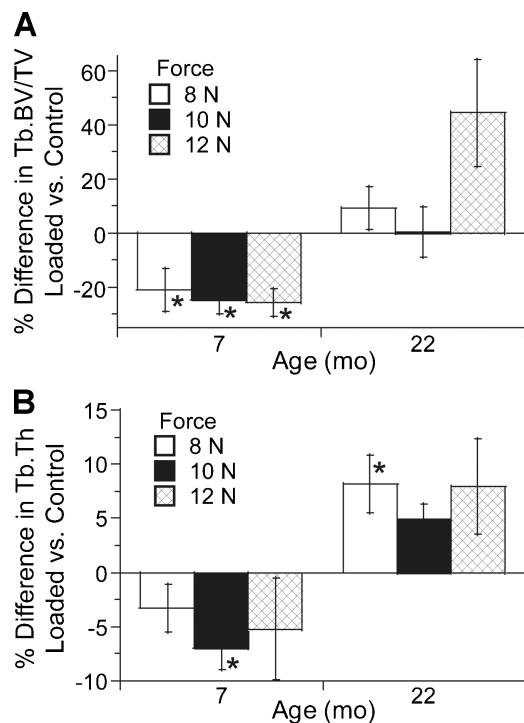 A
% Difference in Tb.BV/TV
Loaded vs. Control
60
40
20
0
-20
Force
8 N
10 N
12 N
*
*
*
7
22
Age (mo)
B
% Difference in Tb.Th
Loaded vs. Control
15
10
5
0
-5
-10
Force
8 N
10 N
12 N
*
*
7
22
Age (mo)